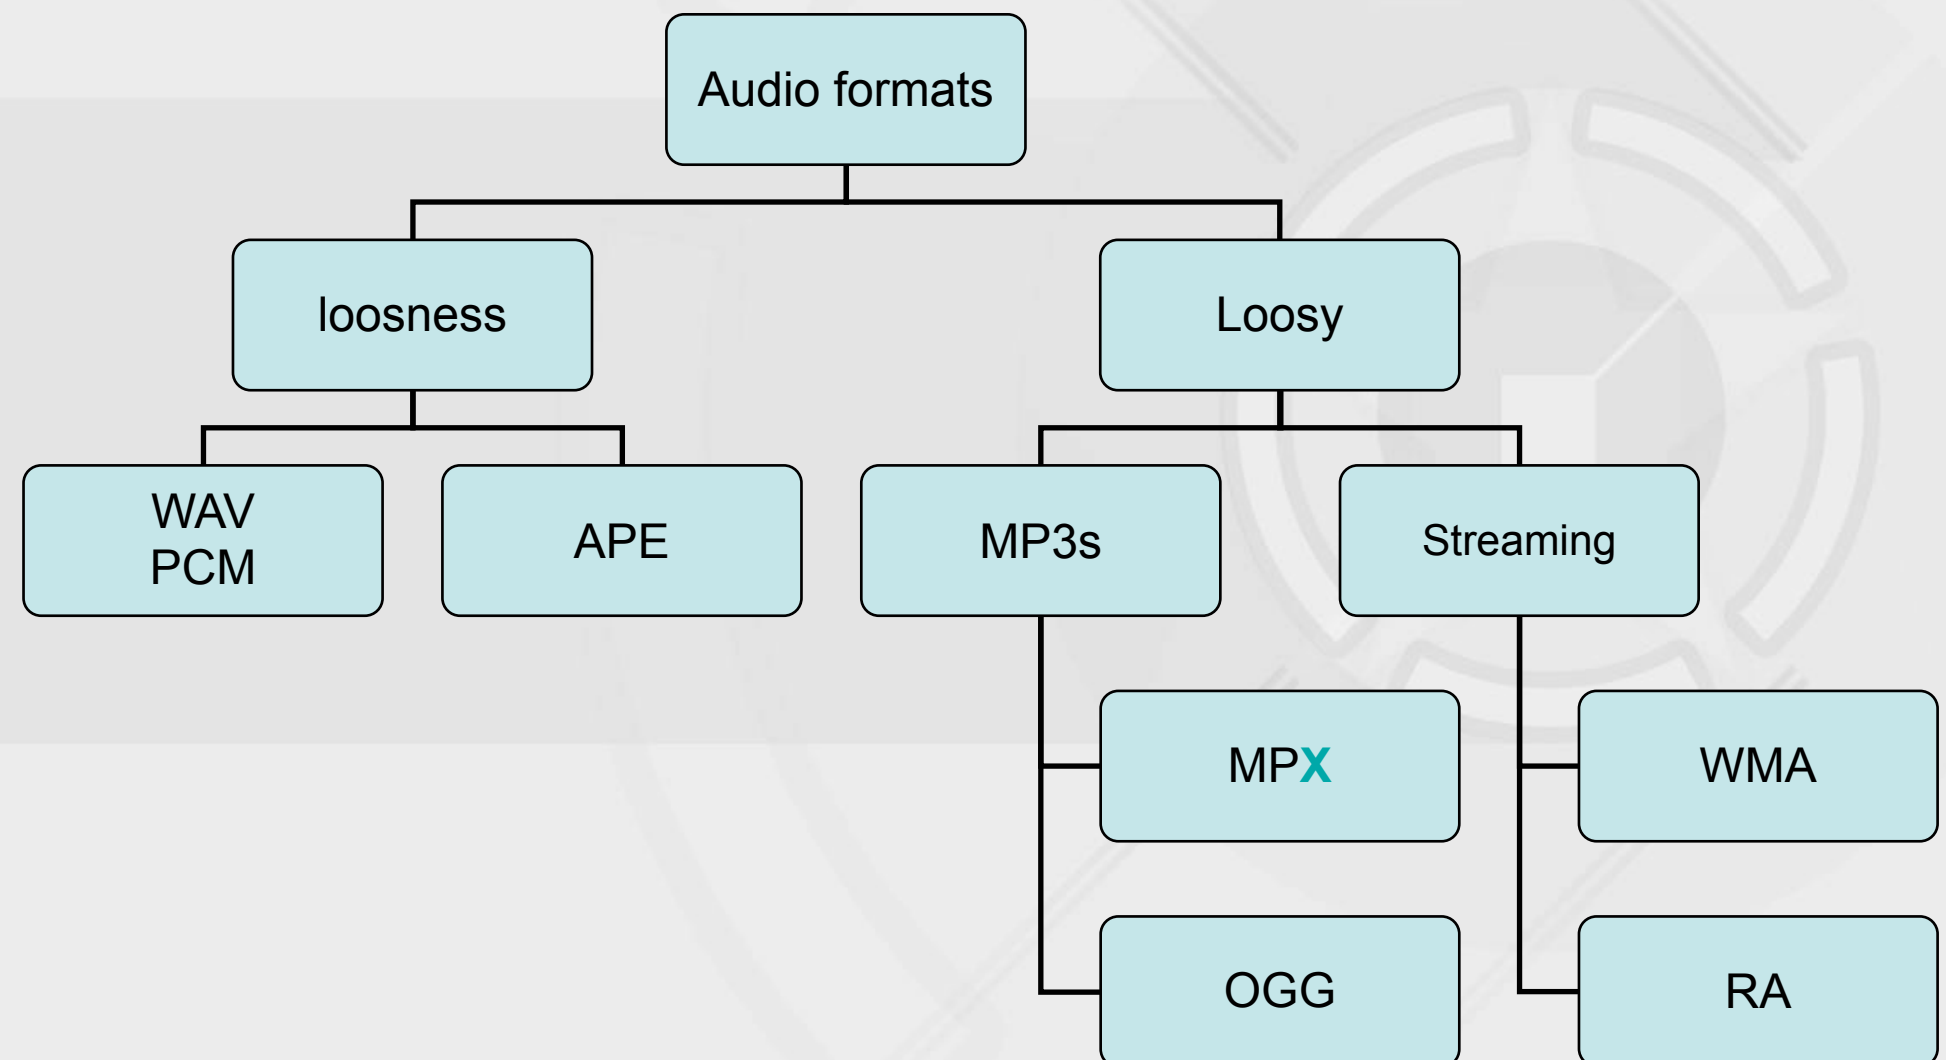 Audio formats
loosness
Loosy
WAV
PCM
APE
MP3s
Streaming
MPX
WMA
OGG
RA